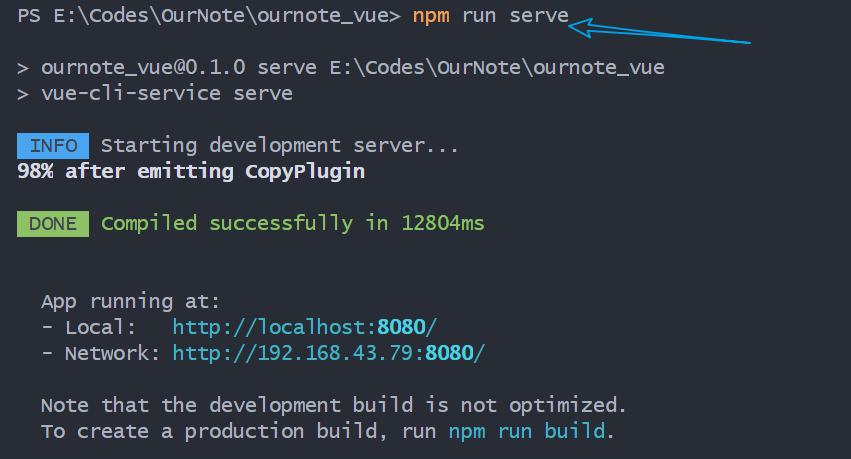 PS E:\Codes\OurNote\ournote_vue> npm run serve
> ournote_vue@0.1.0 serve E:\Codes\OurNote\ournote_vue
> vue-cli-service serve
INFO Starting development server...
98% after emitting CopyPlugin
DONE Compiled successfully in 12804ms
App running at:
- Local: http://localhost:8080/
- Network: http://192.168.43.79:8080/
Note that the development build is not optimized.
To create a production build, run npm run build.